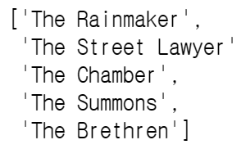 ['The Rainmaker',
'The Street Lawyer'
'The Chamber',
'The Summons',
'The Brethren']